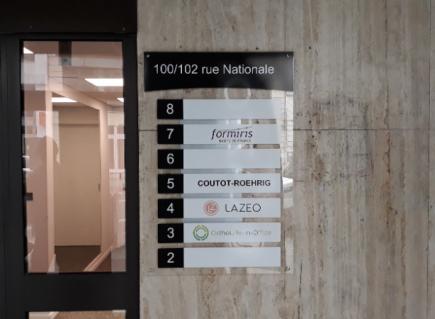 100/102 rue Nationale
8
7 formiris
6
5 COUTOT-ROEHRIG
4 LAZEO
3
2